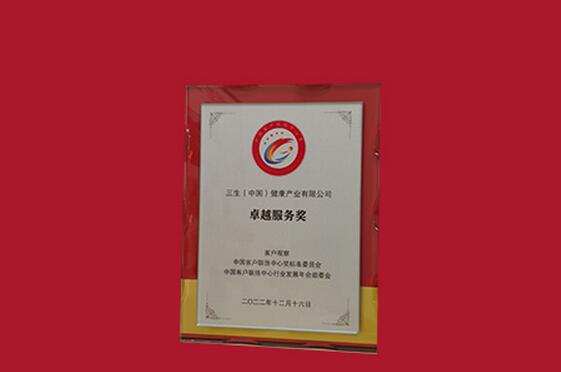 三生（中国）健康产业有限公司
卓越服务奖
客户观察
中国客户联络中心奖标准委员会
中国客户联络中心行业发展年会组委会
二〇二二年十二月十六日